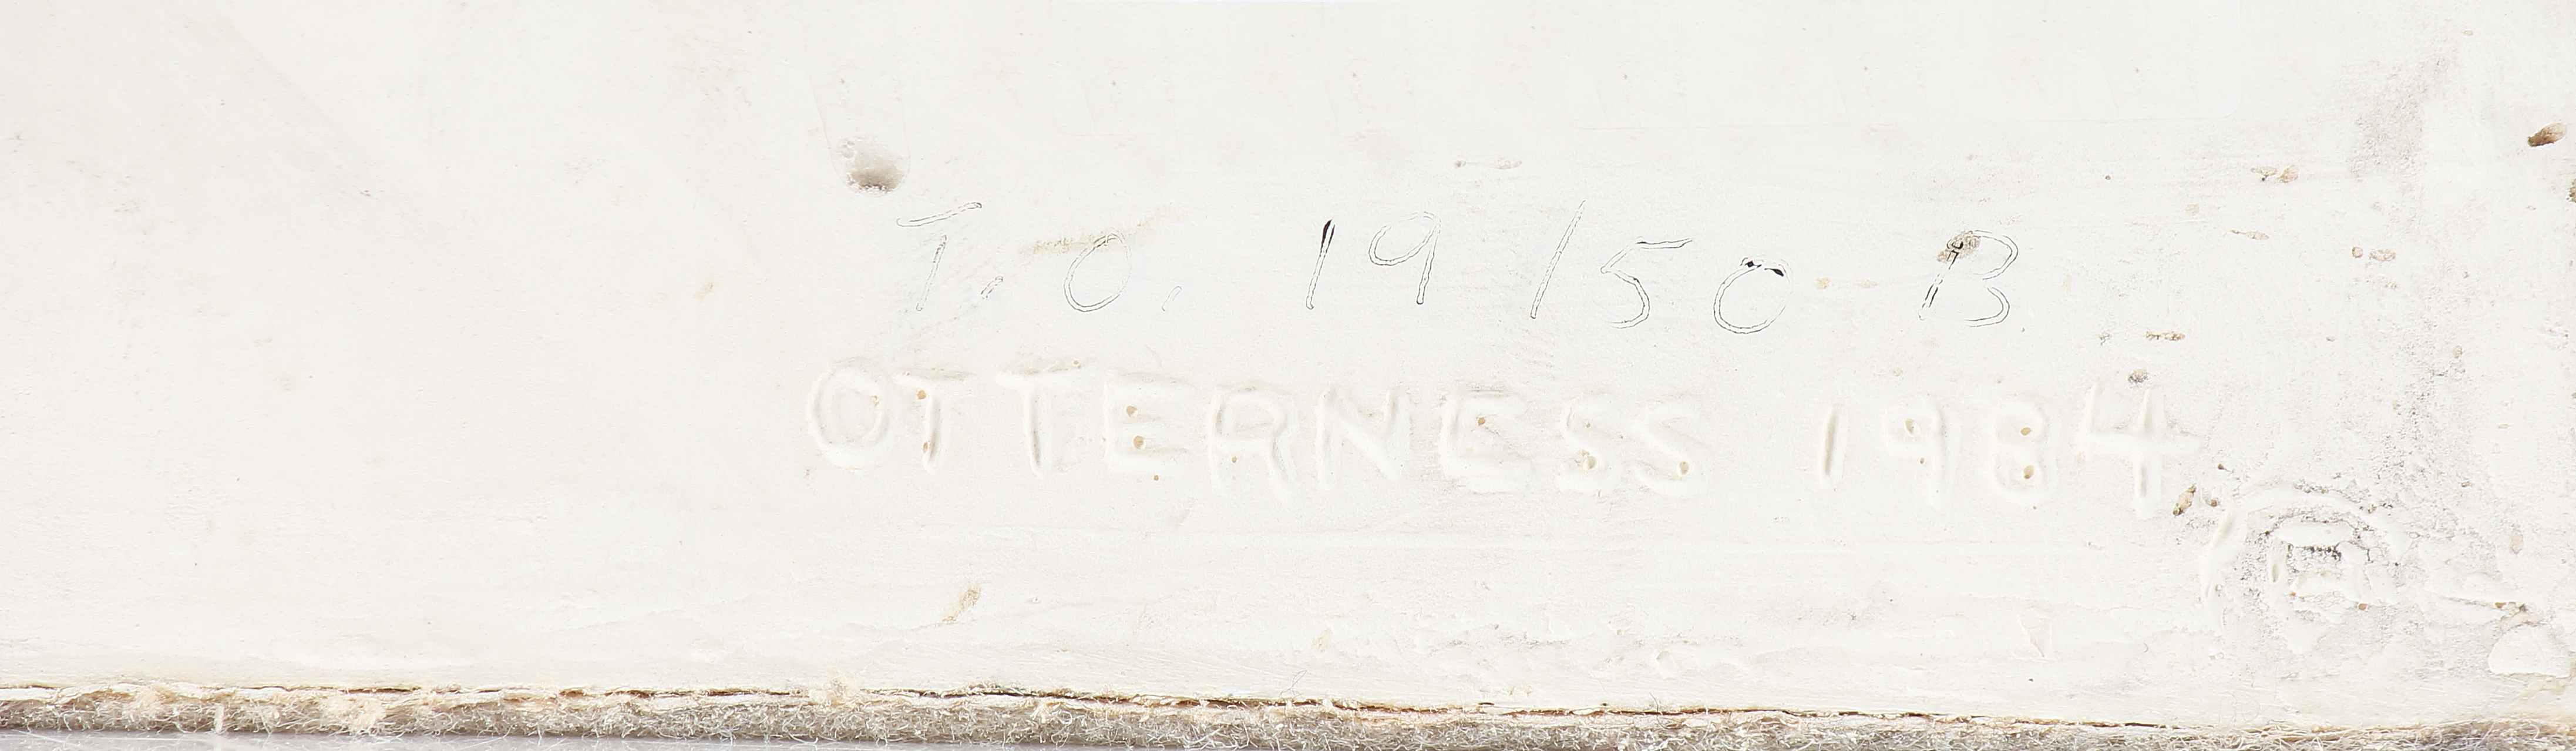 T.O. 19/50 B
OTTERNESS 1984